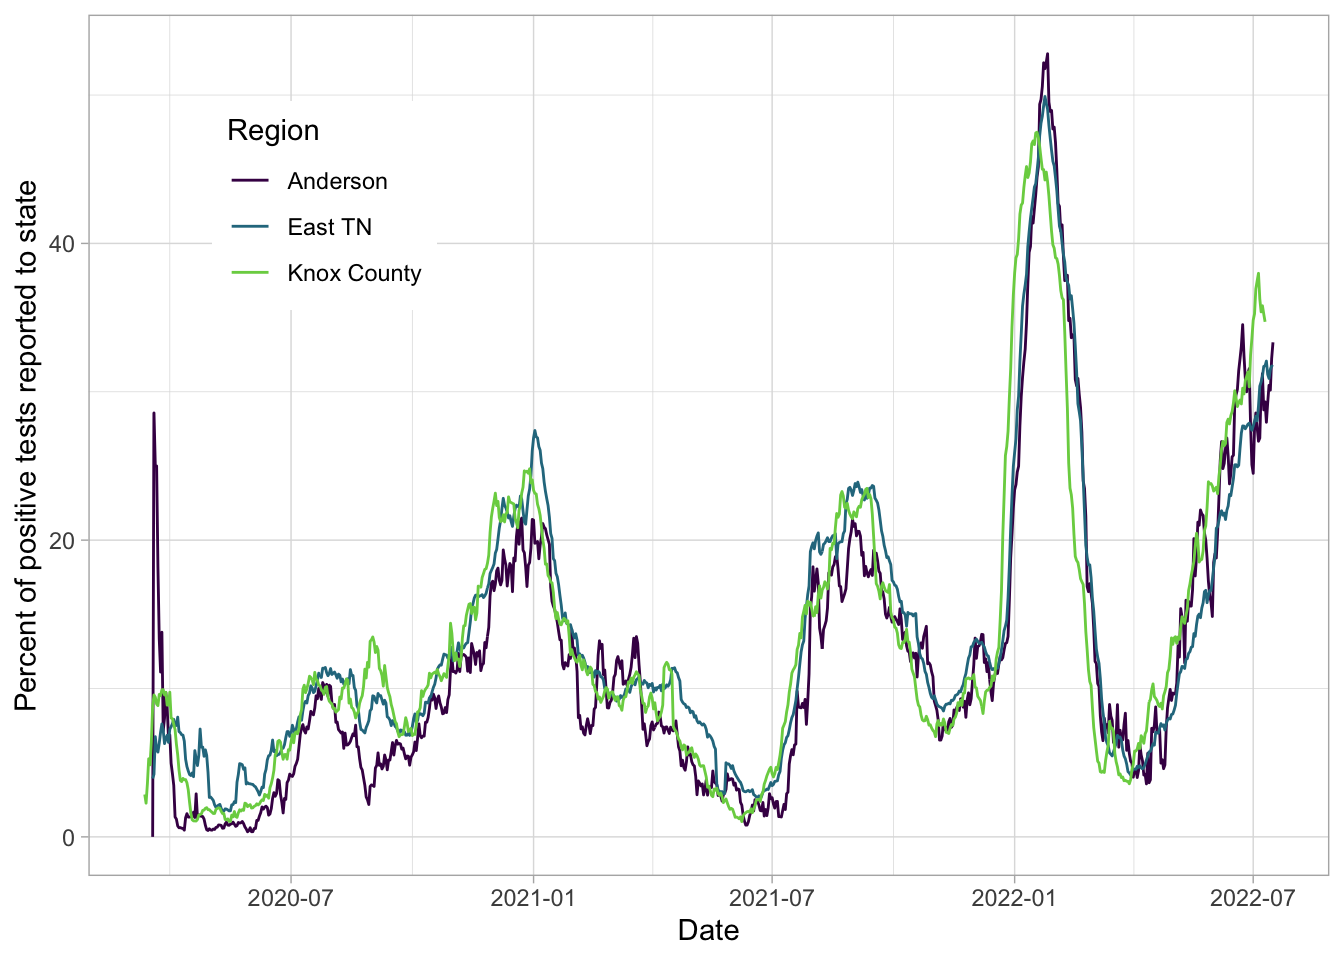 Region
Anderson
East TN
Knox County
Percent of positive tests reported to state
40
20
0
2020-07
2021-01
2021-07
2022-01
2022-07
Date